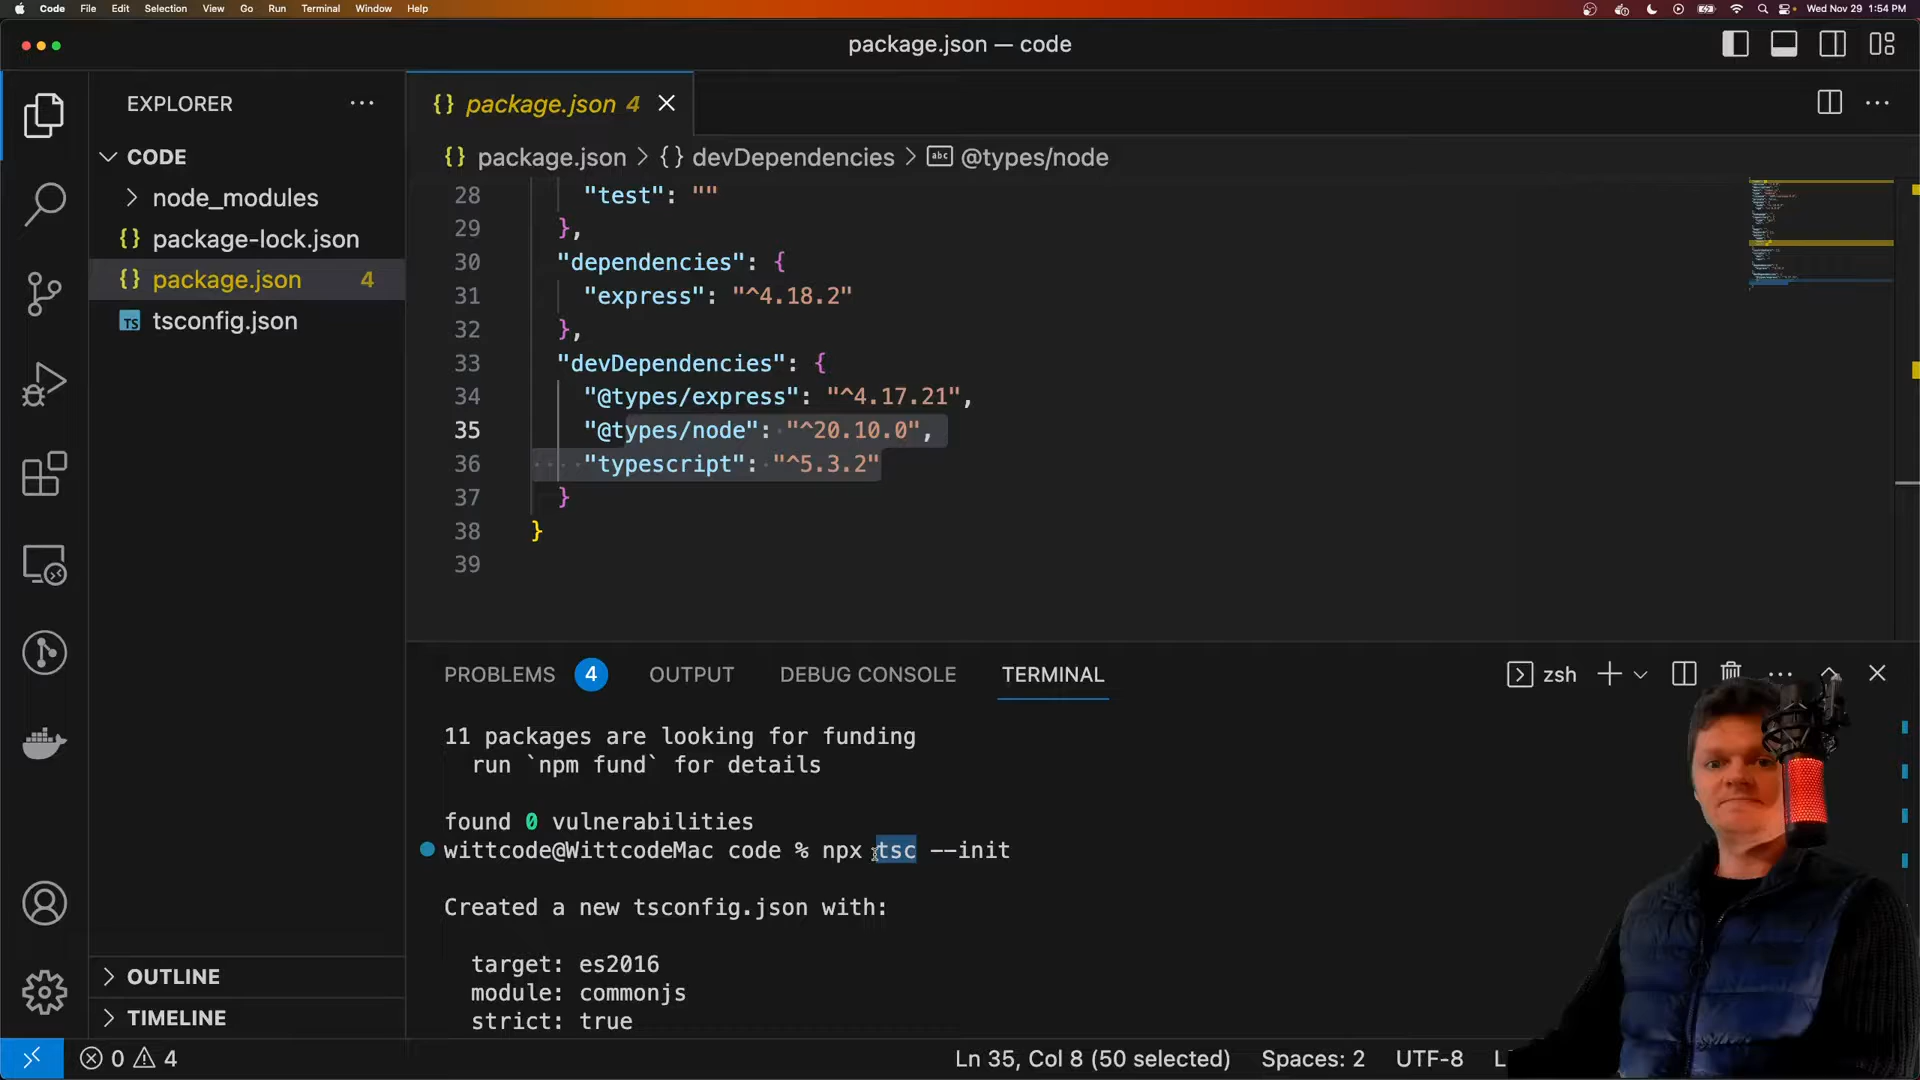 Code File Edit Selection View Go Run Terminal Window Help
Wed Nov 29 1:54 PM
package.json — code
EXPLORER
CODE
node_modules
package-lock.json
package.json 4
tsconfig.json
OUTLINE
TIMELINE
package.json 4
package.json > {} devDependencies > abc @types/node
28 "test": ""
29 },
30 "dependencies": {
31 "express": "^4.18.2"
32 },
33 "devDependencies": {
34 "@types/express": "^4.17.21",
35 "@types/node": "^20.10.0",
36 "typescript": "^5.3.2"
37 }
38 }
39
PROBLEMS 4 OUTPUT DEBUG CONSOLE TERMINAL
zsh
11 packages are looking for funding
run `npm fund` for details
found 0 vulnerabilities
wittcode@WittcodeMac code % npx tsc --init
Created a new tsconfig.json with:
target: es2016
module: commonjs
strict: true
0 4
Ln 35, Col 8 (50 selected) Spaces: 2 UTF-8